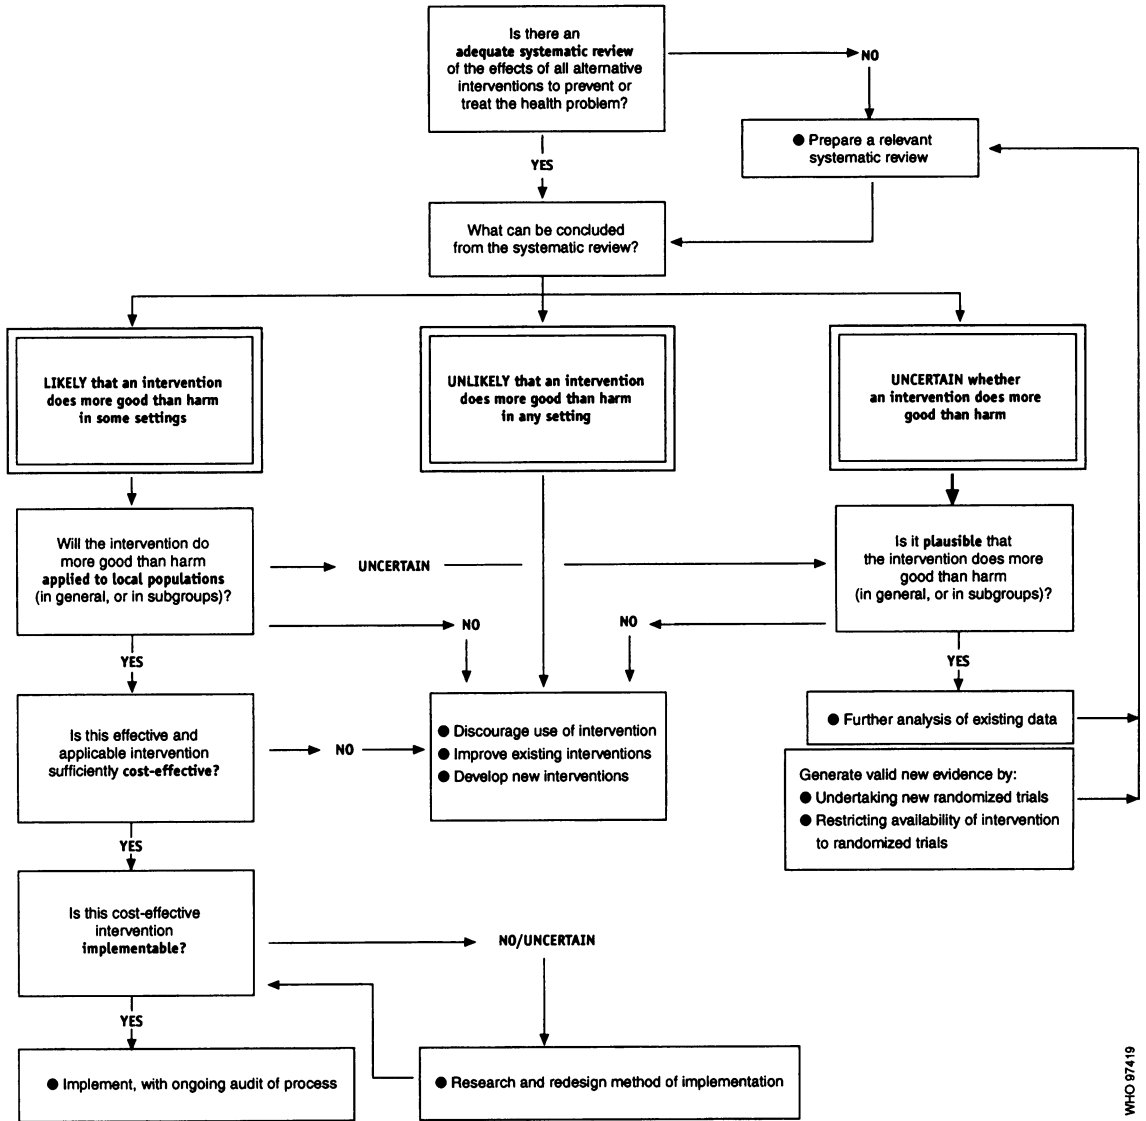 Is there an
adequate systematic review
of the effects of all alternative
interventions to prevent or
treat the health problem?
NO
● Prepare a relevant
systematic review
YES
What can be concluded
from the systematic review?
LIKELY that an intervention
does more good than harm
in some settings
UNLIKELY that an intervention
does more good than harm
in any setting
UNCERTAIN whether
an intervention does more
good than harm
Will the intervention do
more good than harm
applied to local populations
(in general, or in subgroups)?
UNCERTAIN
Is it plausible that
the intervention does more
good than harm
(in general, or in subgroups)?
NO
NO
YES
YES
Is this effective and
applicable intervention
sufficiently cost-effective?
NO
● Discourage use of intervention
● Improve existing interventions
● Develop new interventions
● Further analysis of existing data
Generate valid new evidence by:
● Undertaking new randomized trials
● Restricting availability of intervention
to randomized trials
YES
Is this cost-effective
intervention
implementable?
NO/UNCERTAIN
YES
● Implement, with ongoing audit of process
● Research and redesign method of implementation
WHO 97419